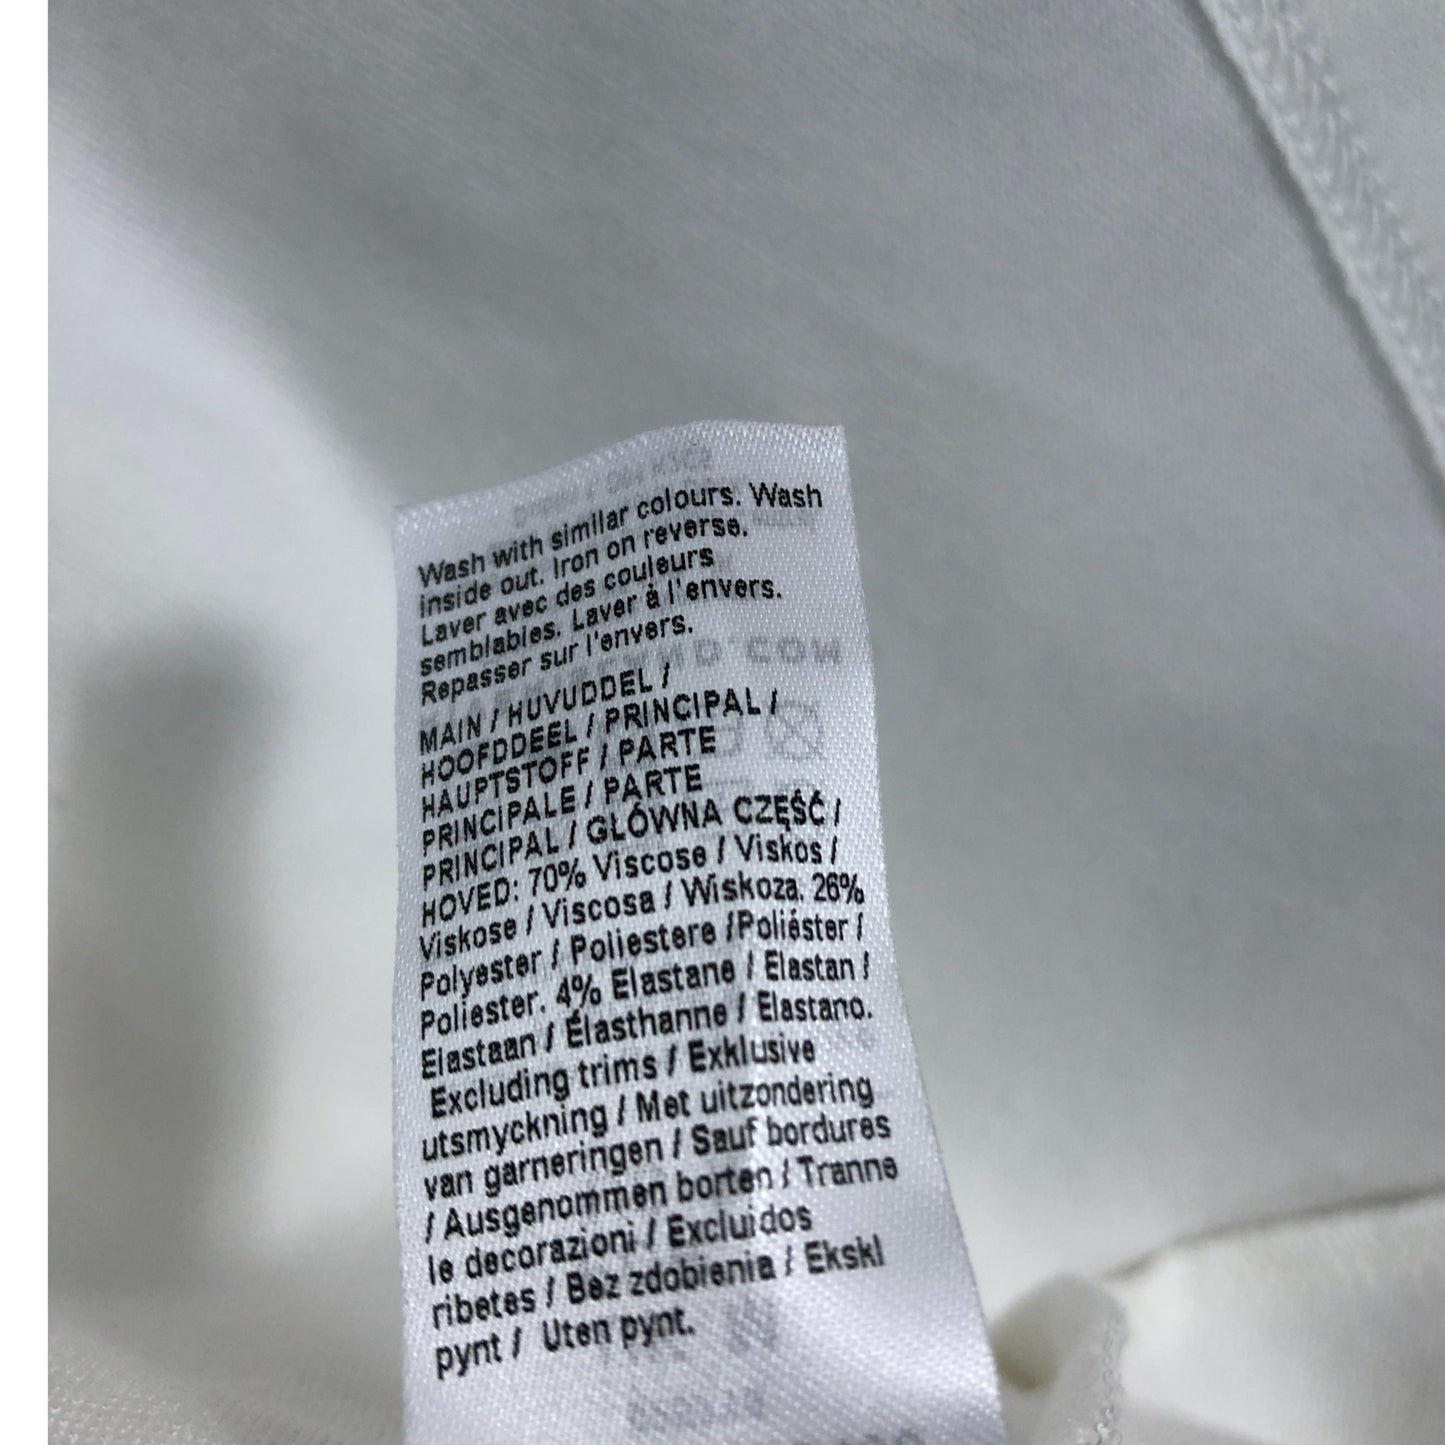 Wash with similar colours. Wash
inside out. Iron on reverse.
Laver avec des couleurs
semblables. Laver à l'envers.
Repasser sur l'envers.
MAIN / HUVUDDEL /
HOOFDDEEL / PRINCIPAL /
HAUPTSTOFF / PARTE
PRINCIPALE / PARTE
PRINCIPAL / GLÓWNA CZĘŚĆ /
HOVED: 70% Viscose / Viskos /
Viskose / Viscosa / Wiskoza. 26%
Polyester / Poliestere /Poliéster /
Poliester. 4% Elastane / Elastan /
Elastaan / Élasthanne / Elastano.
Excluding trims / Exklusive
utsmyckning / Met uitzondering
van garneringen / Sauf bordures
/ Ausgenommen borten / Tranne
le decorazioni / Excluidos
ribetes / Bez zdobienia / Ekskl
pynt / Uten pynt.